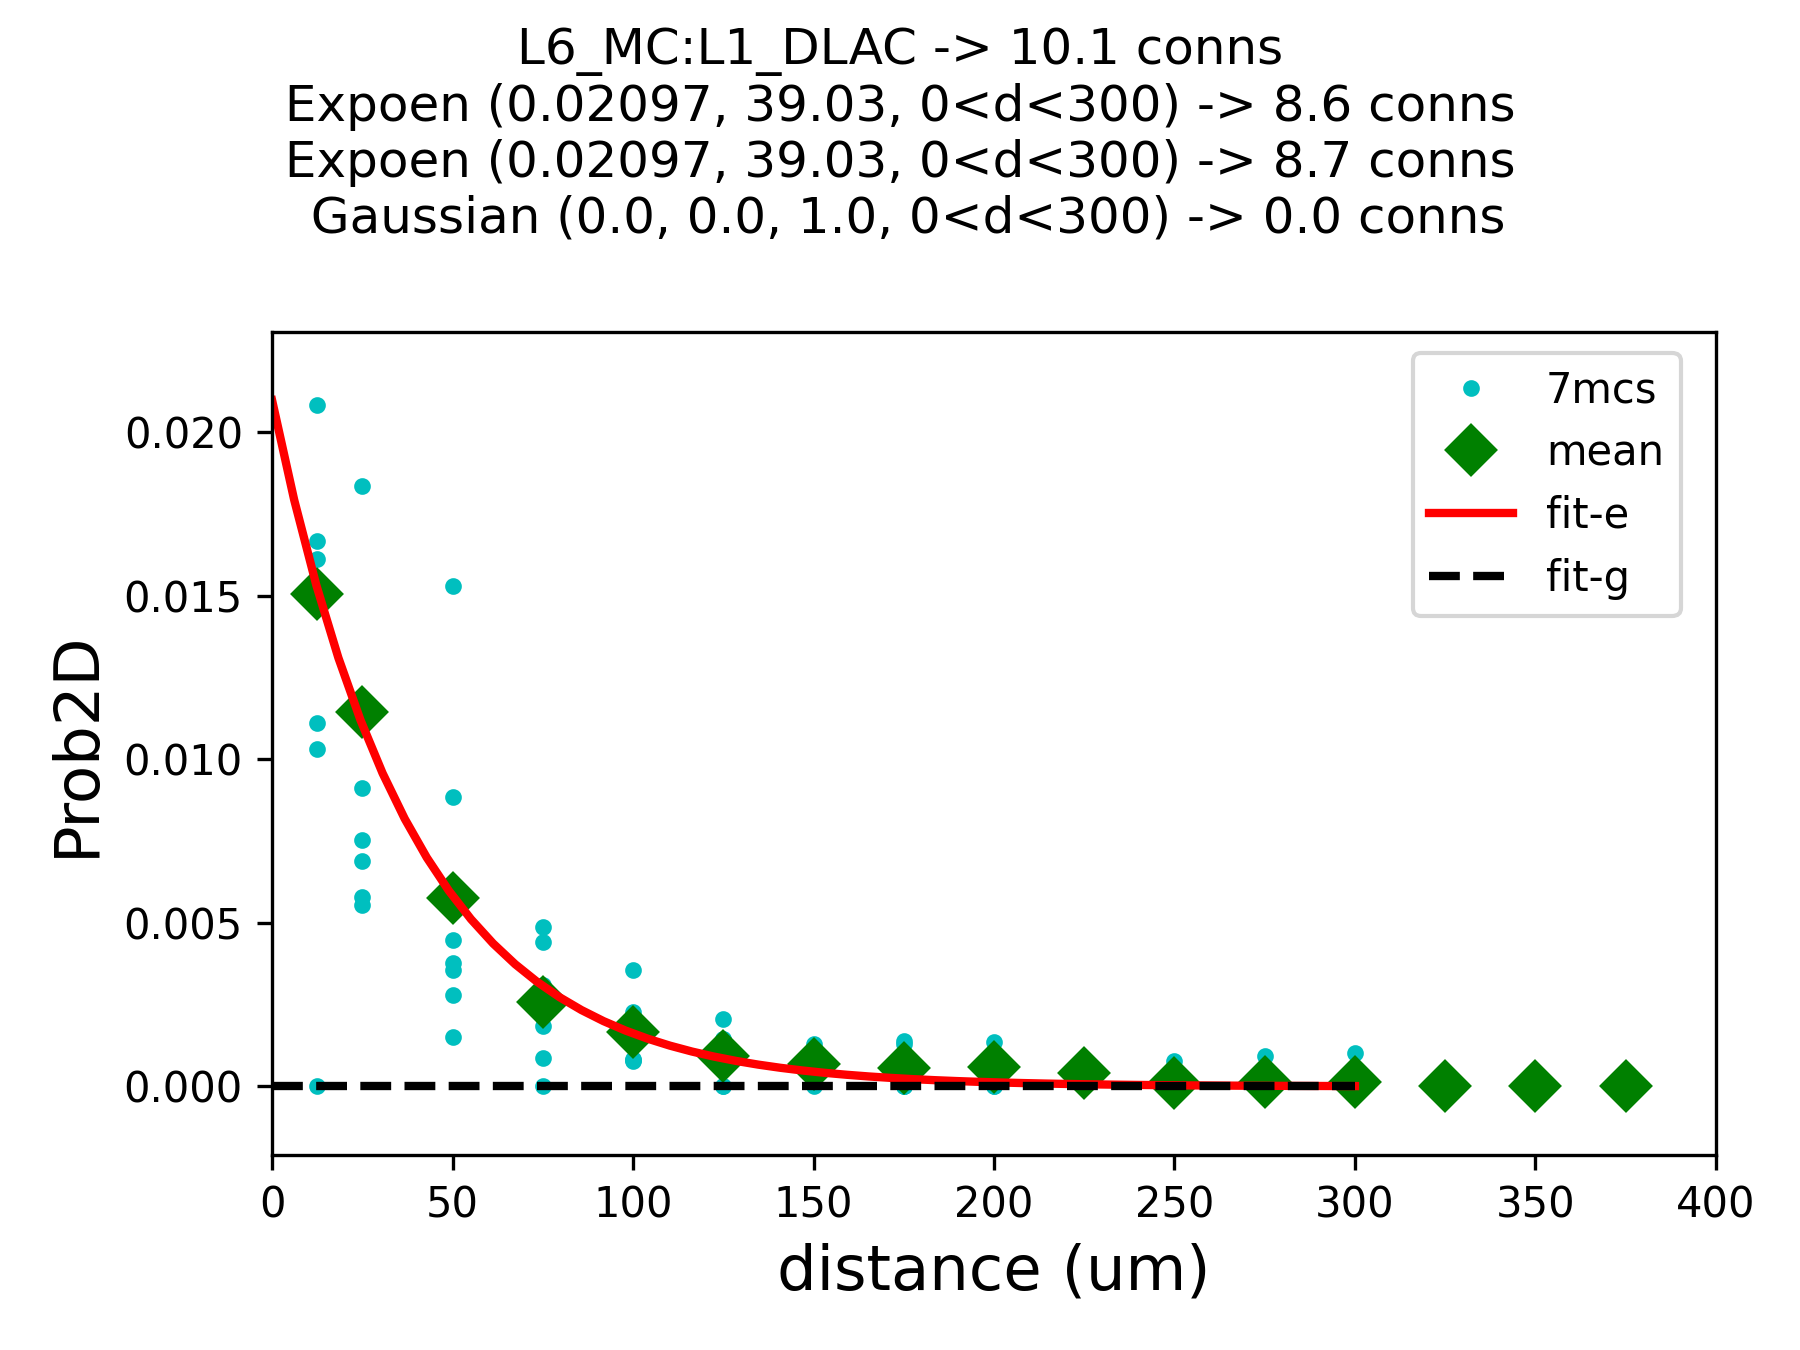 L6_MC:L1_DLAC -> 10.1 conns
Expoen (0.02097, 39.03, 0<d<300) -> 8.6 conns
Expoen (0.02097, 39.03, 0<d<300) -> 8.7 conns
Gaussian (0.0, 0.0, 1.0, 0<d<300) -> 0.0 conns
7mcs
mean
fit-e
fit-g
Prob2D
0.020
0.015
0.010
0.005
0.000
0 50 100 150 200 250 300 350 400
distance (um)